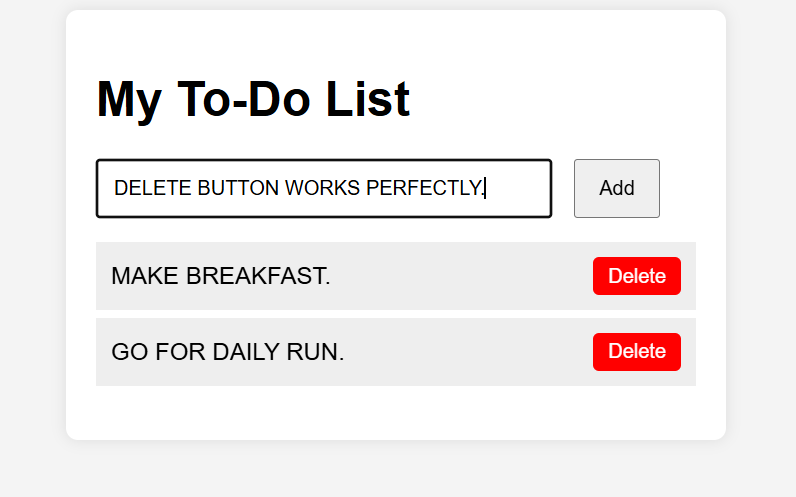 My To-Do List
DELETE BUTTON WORKS PERFECTLY.
Add
MAKE BREAKFAST.
Delete
GO FOR DAILY RUN.
Delete